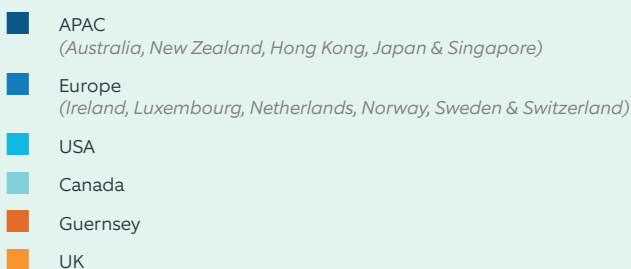 APAC
(Australia, New Zealand, Hong Kong, Japan & Singapore)
Europe
(Ireland, Luxembourg, Netherlands, Norway, Sweden & Switzerland)
USA
Canada
Guernsey
UK